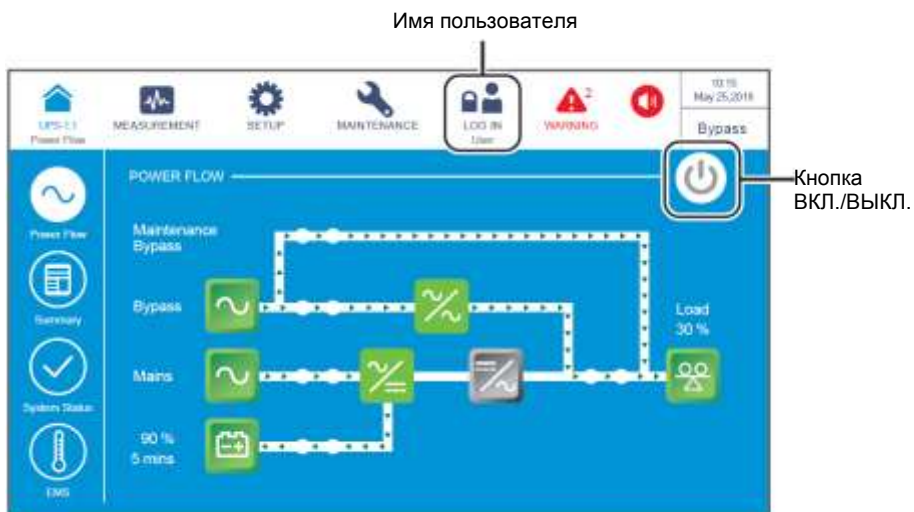 Имя пользователя
UPS-1.1
Power Flow
MEASUREMENT
SETUP
MAINTENANCE
LOG IN
User
WARNING
2
10:15
May 25,2019
Bypass
Кнопка
ВКЛ./ВЫКЛ.
POWER FLOW
Power Flow
Summary
System Status
EMS
Maintenance
Bypass
Bypass
Mains
90 %
5 mins
Load
30 %